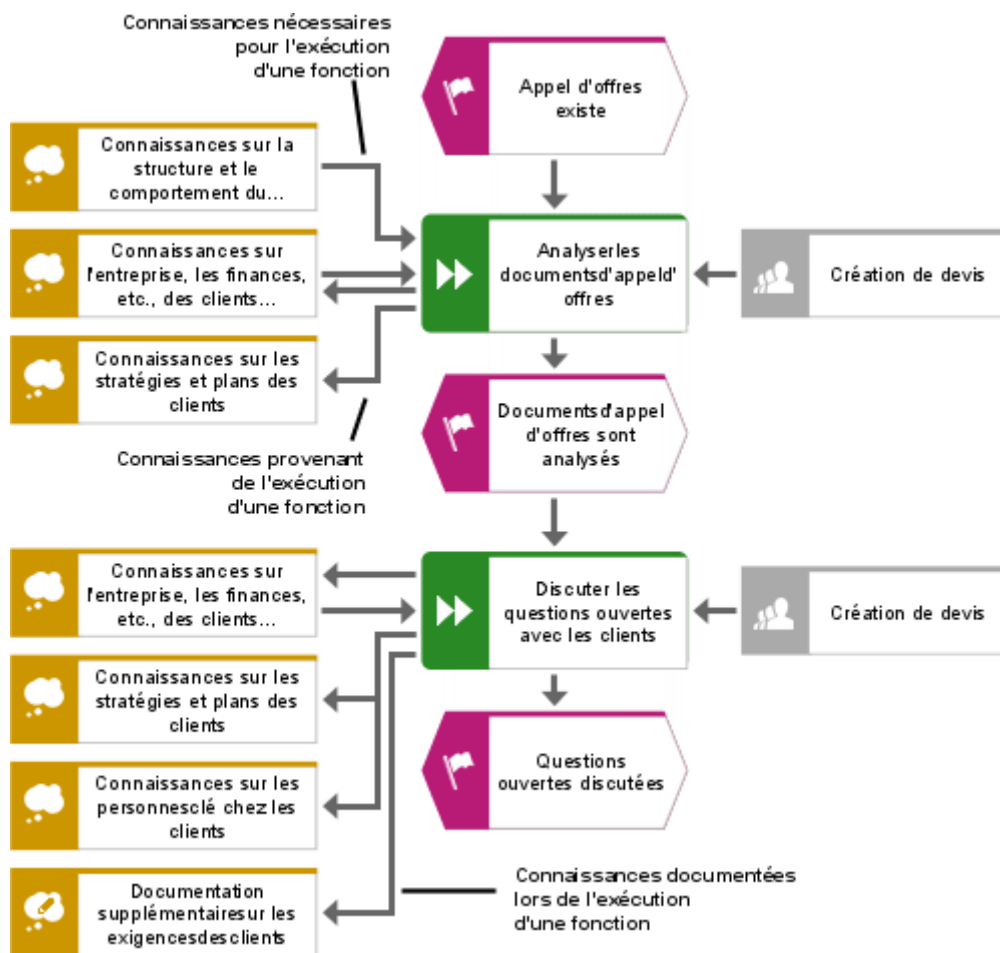 Connaissances nécessaires
pour l'exécution
d'une fonction
Appel d'offres
existe
Connaissances sur la
structure et le
comportement du...
Connaissances sur
l'entreprise, les finances,
etc., des clients...
Analyserles
documentsd'appeld'
offres
Création de devis
Connaissances sur les
stratégies et plans des
clients
Documentsd'appel
d'offres sont
analysés
Connaissances provenant
de l'exécution
d'une fonction
Connaissances sur
l'entreprise, les finances,
etc., des clients...
Discuter les
questions ouvertes
avec les clients
Création de devis
Connaissances sur les
stratégies et plans des
clients
Questions
ouvertes discutées
Connaissances sur les
personnesclé chez les
clients
Connaissances documentées
lors de l'exécution
d'une fonction
Documentation
supplémentairesur les
exigencesdesclients